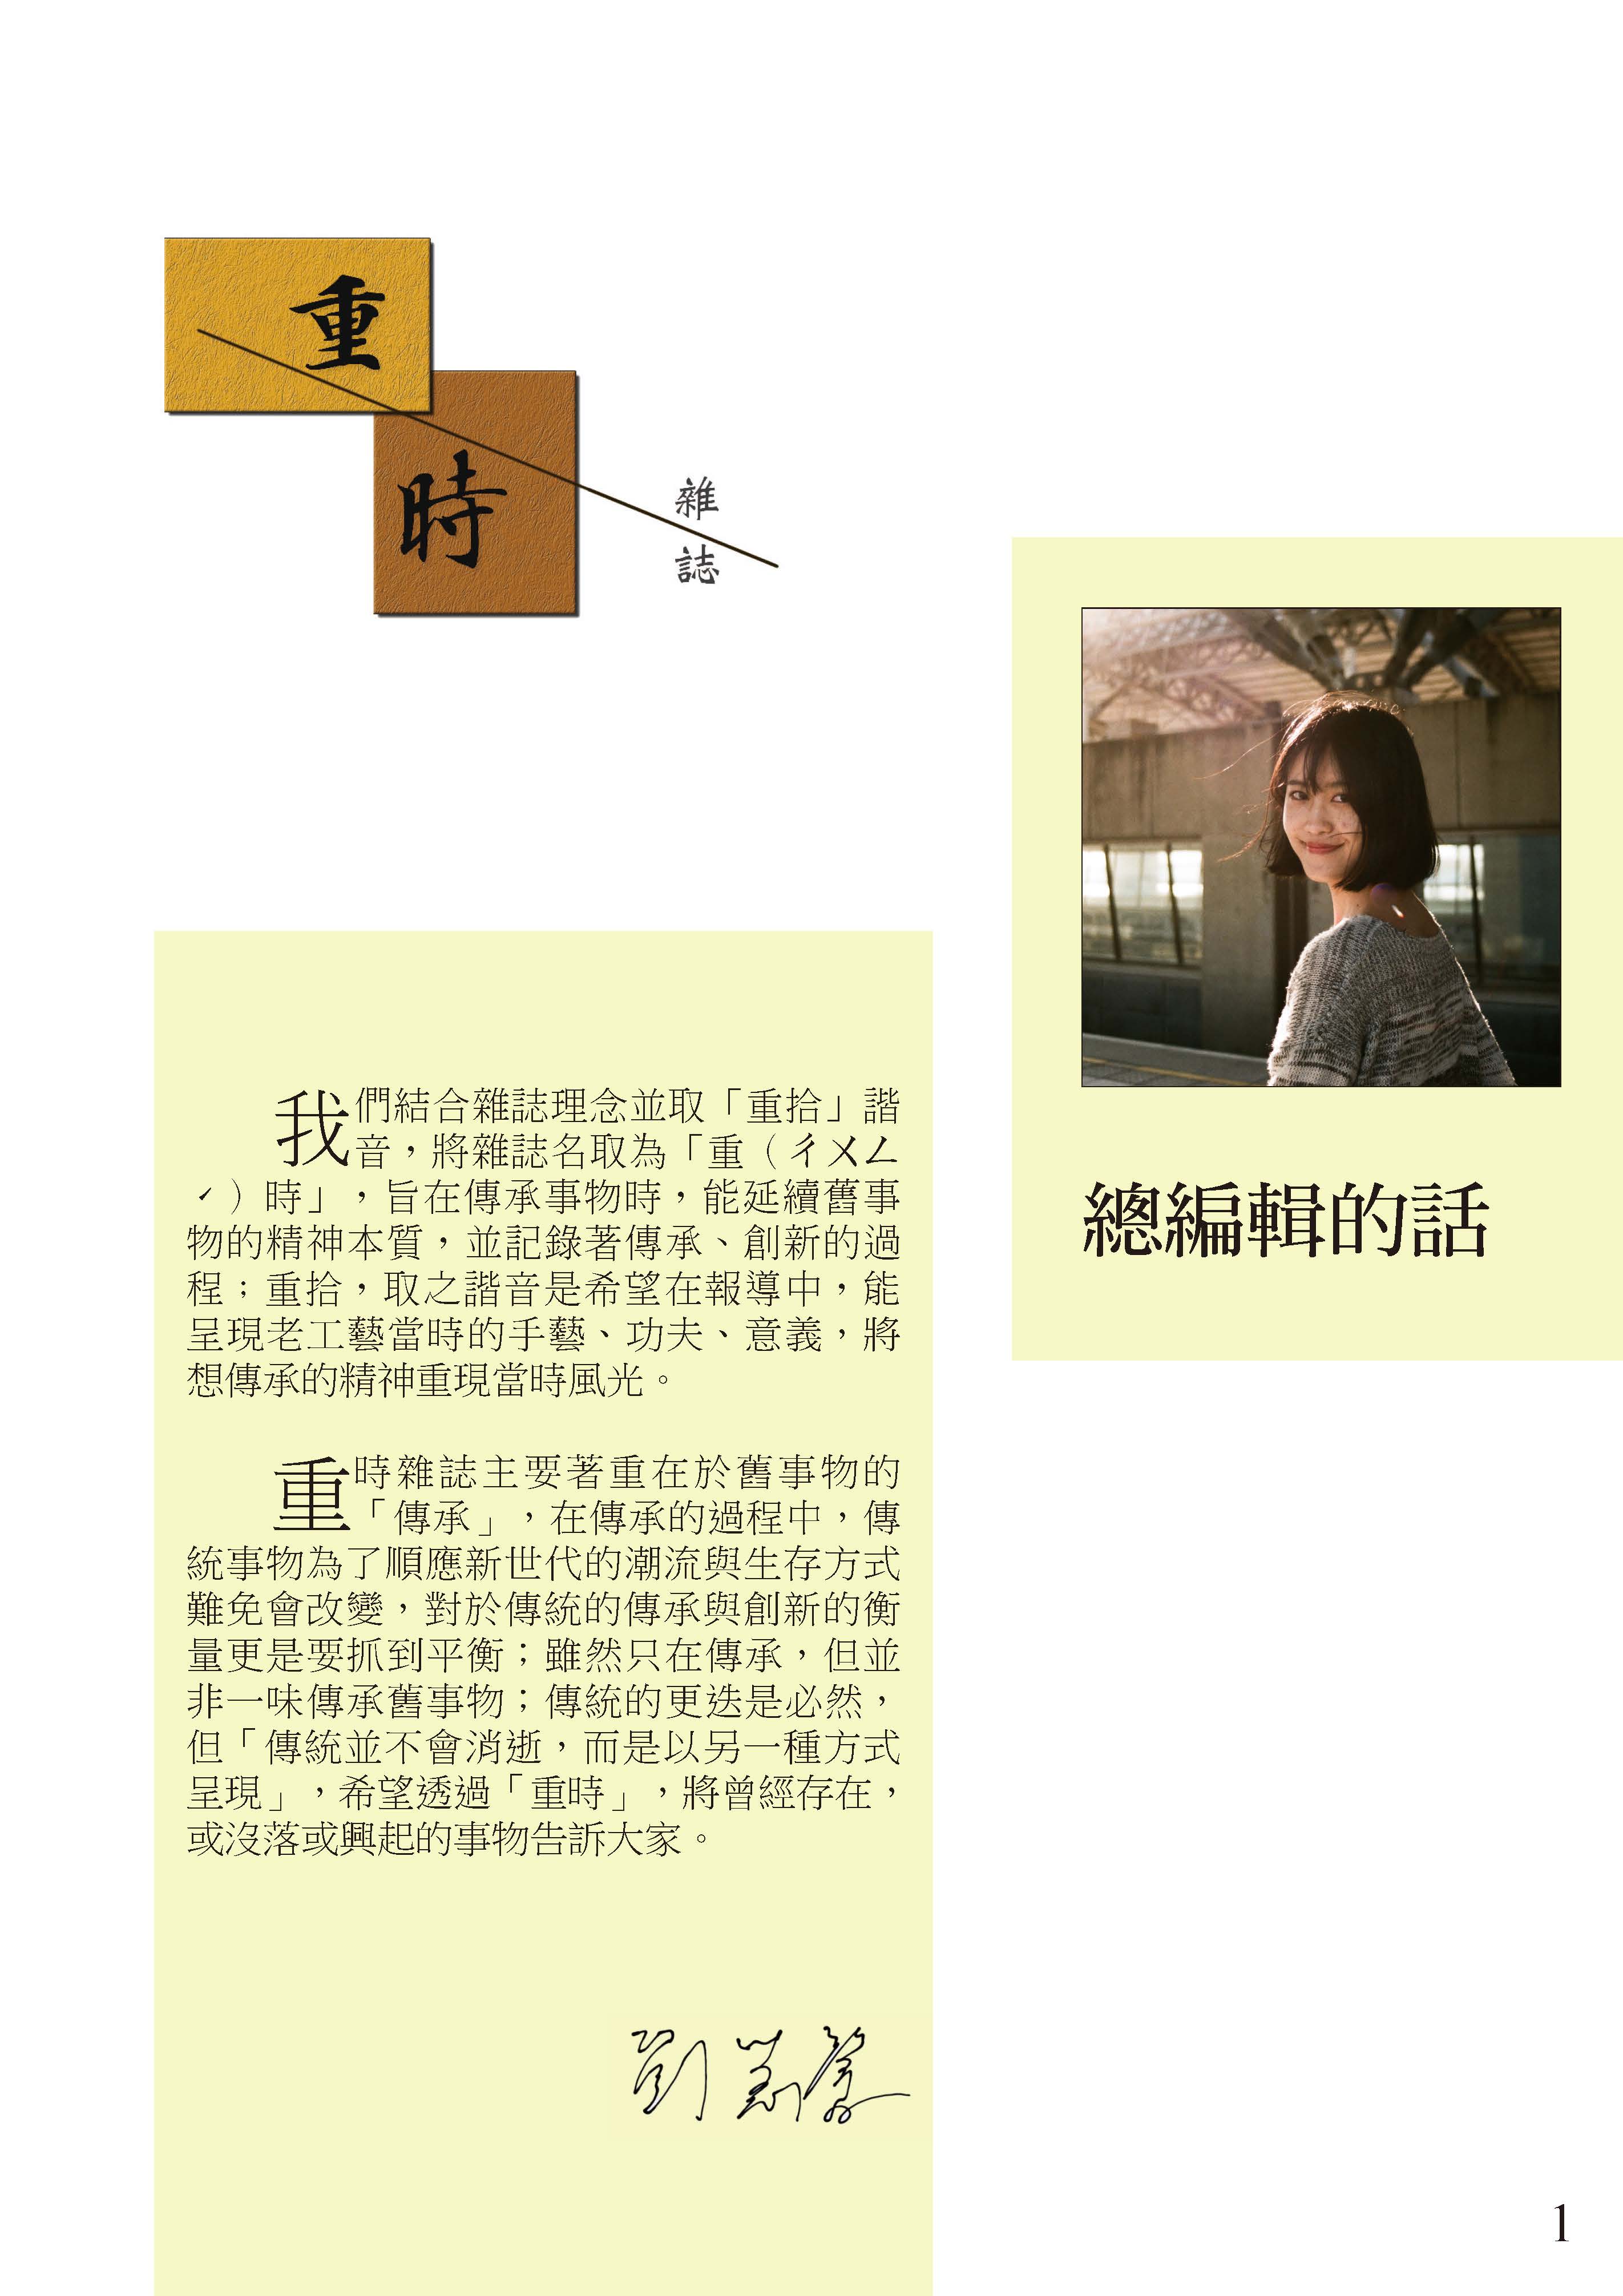 重
時
雜
誌
總編輯的話
我們結合雜誌理念並取「重拾」諧
音，將雜誌名取為「重（ㄔㄨㄥ
ˊ）時」，旨在傳承事物時，能延續舊事
物的精神本質，並記錄著傳承、創新的過
程；重拾，取之諧音是希望在報導中，能
呈現老工藝當時的手藝、功夫、意義，將
想傳承的精神重現當時風光。
重時雜誌主要著重在於舊事物的
「傳承」，在傳承的過程中，傳
統事物為了順應新世代的潮流與生存方式
難免會改變，對於傳統的傳承與創新的衡
量更是要抓到平衡；雖然只在傳承，但並
非一味傳承舊事物；傳統的更迭是必然，
但「傳統並不會消逝，而是以另一種方式
呈現」，希望透過「重時」，將曾經存在，
或沒落或興起的事物告訴大家。
1